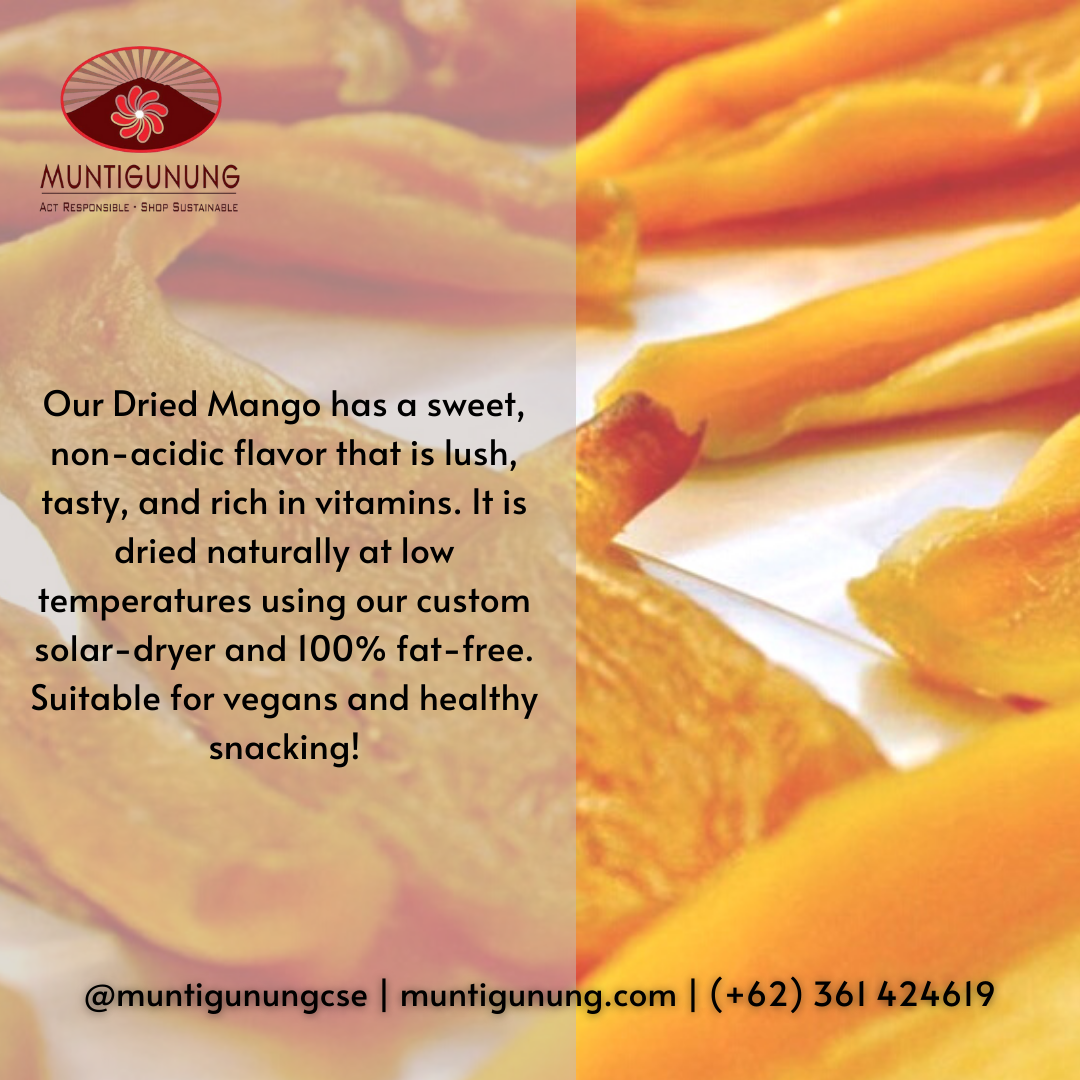 MUNTIGUNUNG
ACT RESPONSIBLE • SHOP SUSTAINABLE
Our Dried Mango has a sweet,
non-acidic flavor that is lush,
tasty, and rich in vitamins. It is
dried naturally at low
temperatures using our custom
solar-dryer and 100% fat-free.
Suitable for vegans and healthy
snacking!
@muntigunungcse | muntigunung.com | (+62) 361 424619